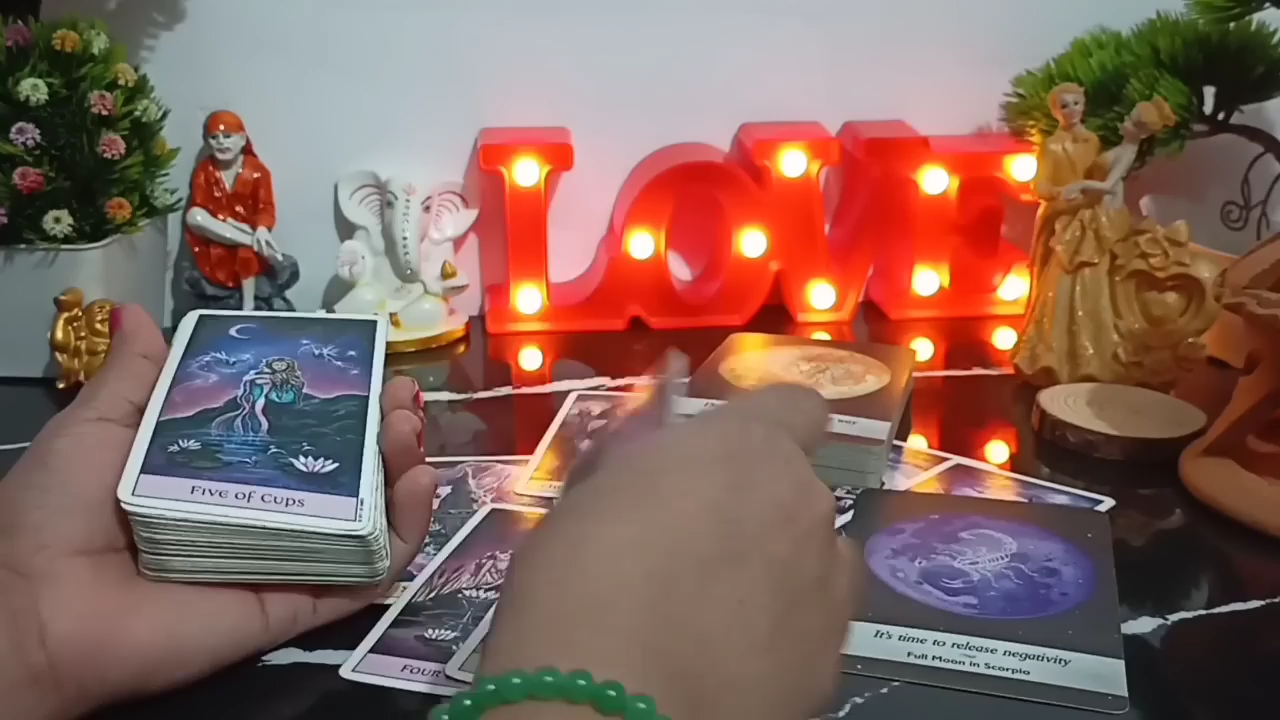 LOVE
FIVE OF CUPS
FOUR
It's time to release negativity
Full Moon in Scorpio